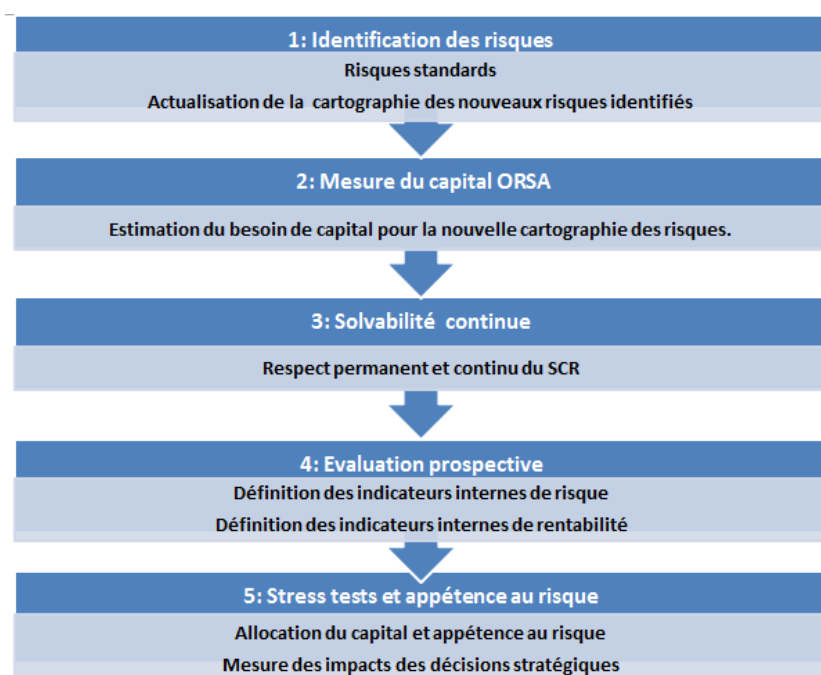 1: Identification des risques
Risques standards
Actualisation de la cartographie des nouveaux risques identifiés
2: Mesure du capital ORSA
Estimation du besoin de capital pour la nouvelle cartographie des risques.
3: Solvabilité continue
Respect permanent et continu du SCR
4: Evaluation prospective
Définition des indicateurs internes de risque
Définition des indicateurs internes de rentabilité
5: Stress tests et appétence au risque
Allocation du capital et appétence au risque
Mesure des impacts des décisions stratégiques